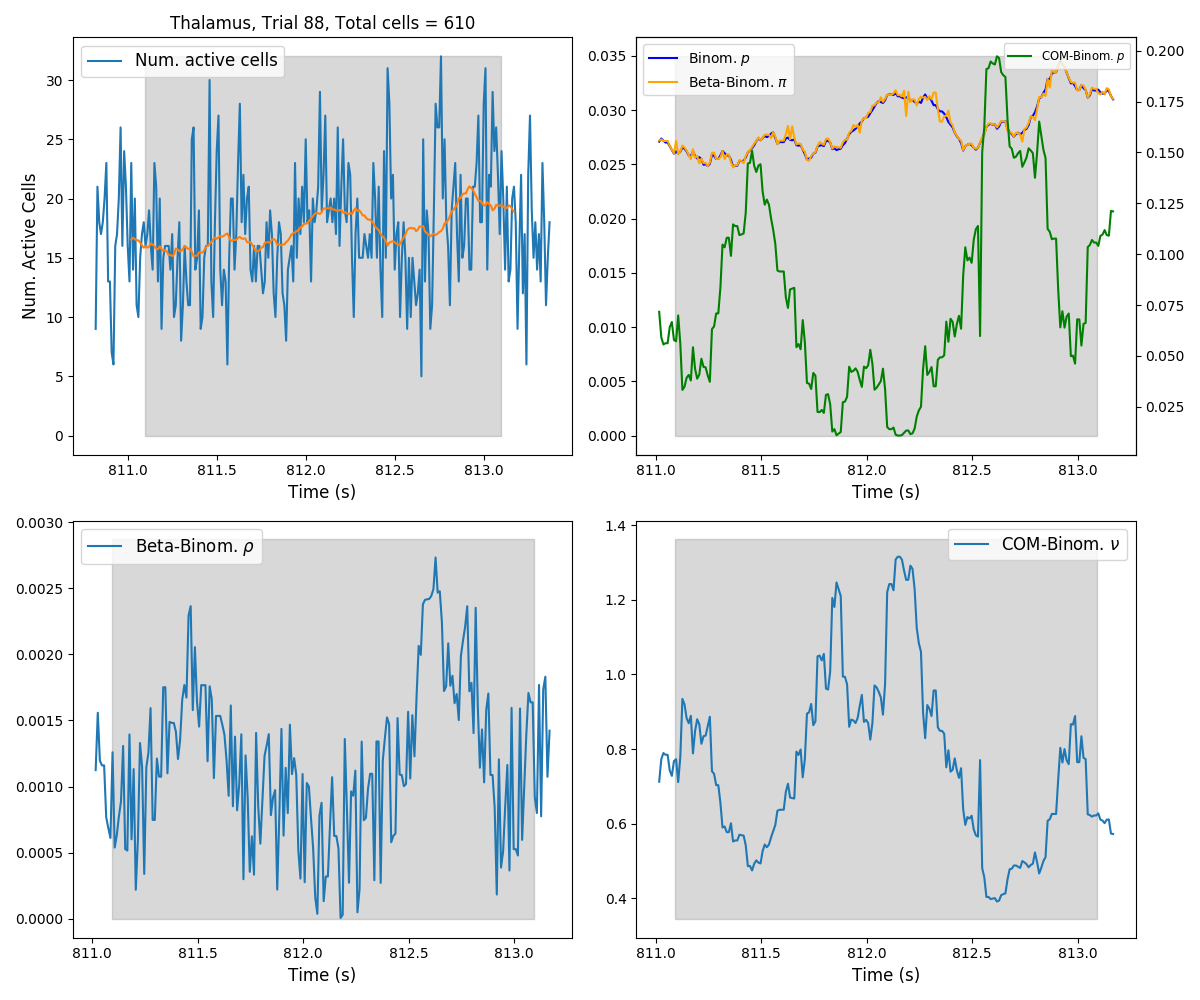 Thalamus, Trial 88, Total cells = 610
Num. active cells
Num. Active Cells
30
25
20
15
10
5
0
811.0 811.5 812.0 812.5 813.0
Time (s)
Binom. p
Beta-Binom. π
COM-Binom. p
0.035
0.030
0.025
0.020
0.015
0.010
0.005
0.000
0.200
0.175
0.150
0.125
0.100
0.075
0.050
0.025
811.0 811.5 812.0 812.5 813.0
Time (s)
Beta-Binom. ρ
0.0030
0.0025
0.0020
0.0015
0.0010
0.0005
0.0000
811.0 811.5 812.0 812.5 813.0
Time (s)
COM-Binom. ν
1.4
1.2
1.0
0.8
0.6
0.4
811.0 811.5 812.0 812.5 813.0
Time (s)